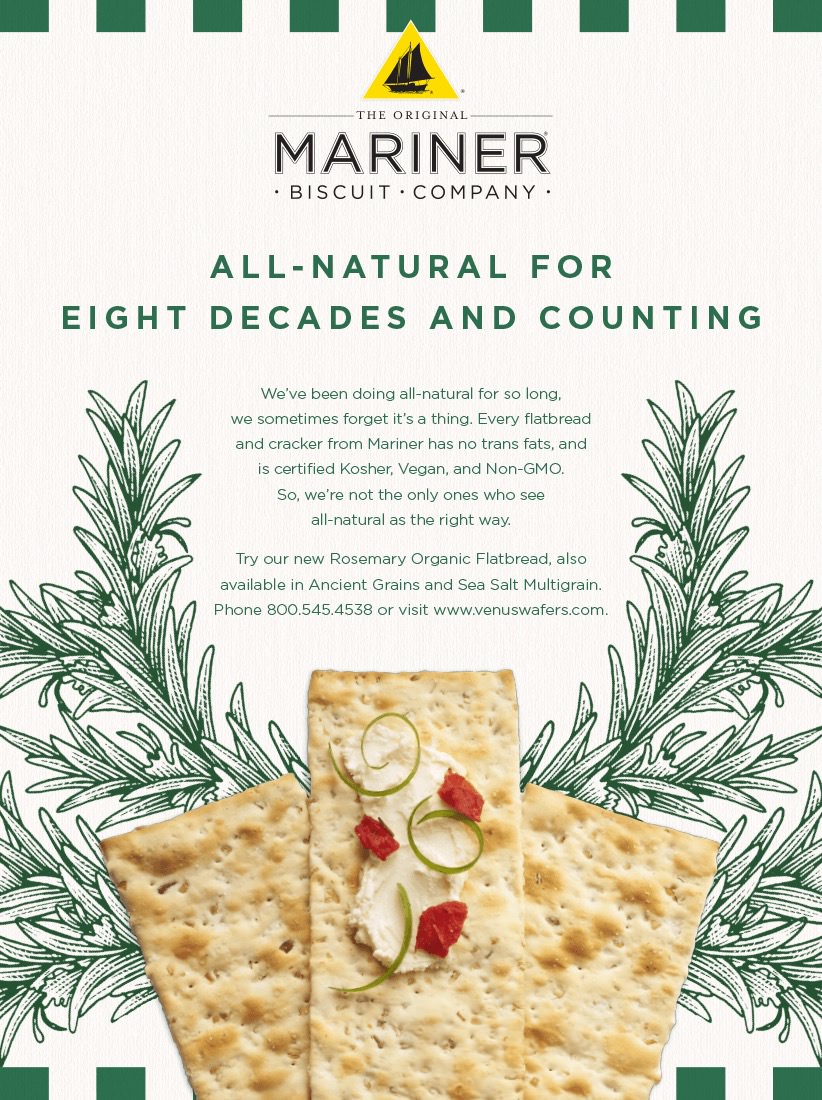 THE ORIGINAL
MARINER®
· BISCUIT · COMPANY ·
ALL-NATURAL FOR
EIGHT DECADES AND COUNTING
We’ve been doing all-natural for so long,
we sometimes forget it’s a thing. Every flatbread
and cracker from Mariner has no trans fats, and
is certified Kosher, Vegan, and Non-GMO.
So, we’re not the only ones who see
all-natural as the right way.
Try our new Rosemary Organic Flatbread, also
available in Ancient Grains and Sea Salt Multigrain.
Phone 800.545.4538 or visit www.venuswafers.com.